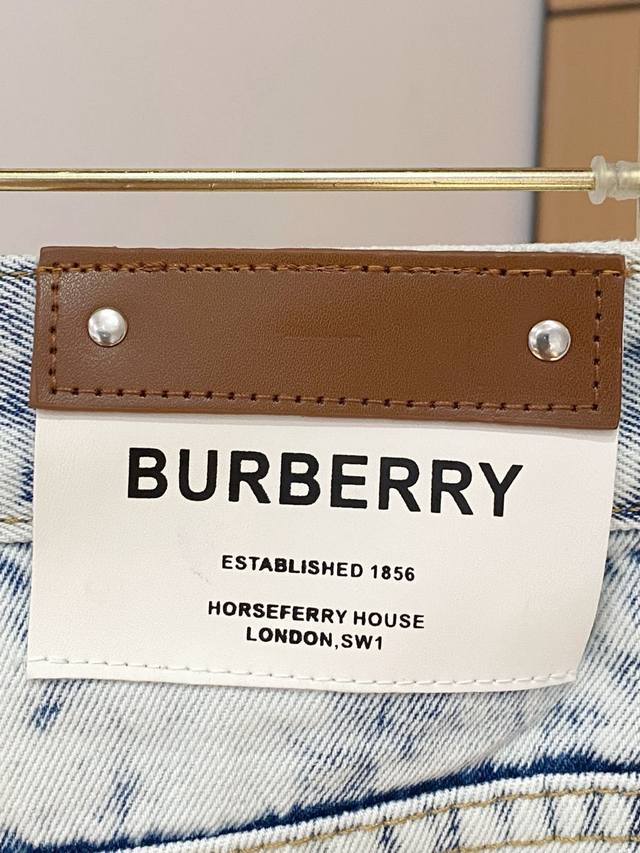 BURBERRY
ESTABLISHED 1856
HORSEFERRY HOUSE
LONDON,SW1